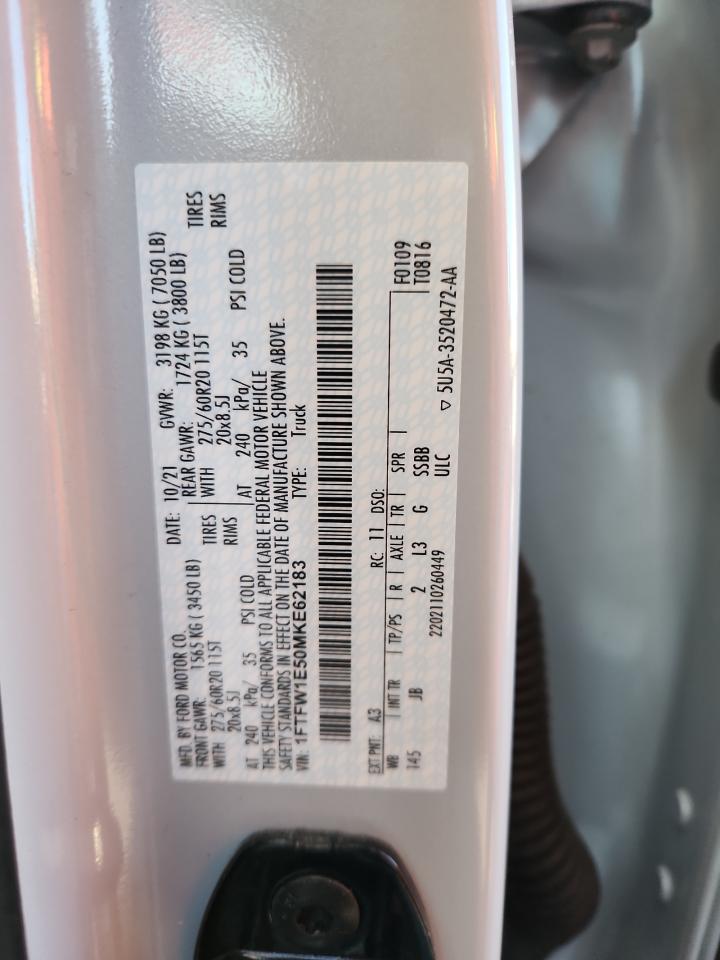 MFD. BY FORD MOTOR CO. DATE: 10/21 GVWR: 3198 KG ( 7050 LB)
FRONT GAWR: 1565 KG ( 3450 LB) REAR GAWR: 1724 KG ( 3800 LB)
WITH 275/60R20 115T TIRES WITH 275/60R20 115T TIRES
20x8.5J RIMS 20x8.5J RIMS
AT 240 kPa/ 35 PSI COLD AT 240 kPa/ 35 PSI COLD
THIS VEHICLE CONFORMS TO ALL APPLICABLE FEDERAL MOTOR VEHICLE
SAFETY STANDARDS IN EFFECT ON THE DATE OF MANUFACTURE SHOWN ABOVE.
VIN: 1FTFW1E50MKE62183 TYPE: Truck
EXT PNT: A3 RC: 11 DSO:
WB INT TR TP/PS R AXLE TR SPR F0109
145 JB 2 L3 G SSBB T0816
2202110260449 ULC ▽ 5U5A-3520472-AA